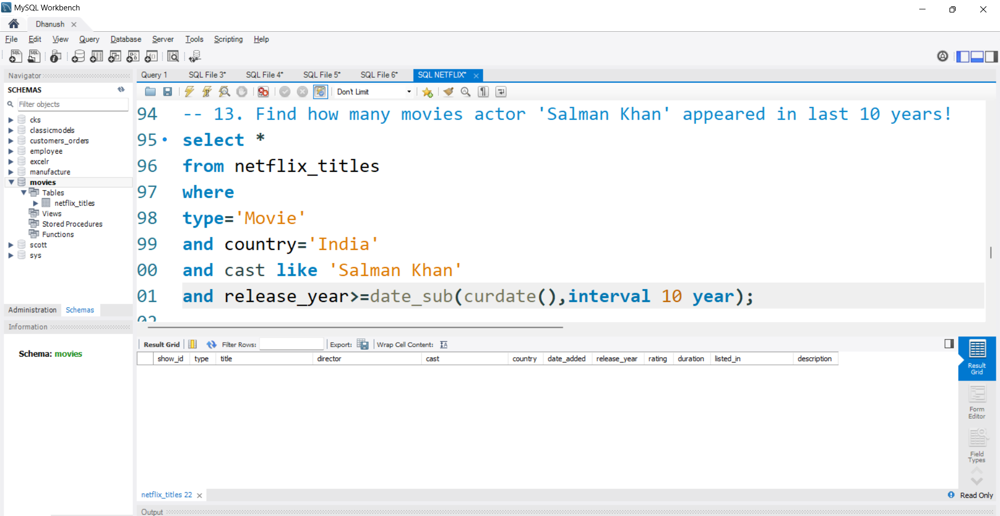 MySQL Workbench
Dhanush
File Edit View Query Database Server Tools Scripting Help
Navigator
SCHEMAS
Filter objects
cks
classicmodels
customers_orders
employee
excelr
manufacture
movies
Tables
netflix_titles
Views
Stored Procedures
Functions
scott
sys
Administration Schemas
Information
Schema: movies
Query 1 SQL File 3* SQL File 4* SQL File 5* SQL File 6* SQL NETFLIX*
Don't Limit
94 -- 13. Find how many movies actor 'Salman Khan' appeared in last 10 years!
95 select *
96 from netflix_titles
97 where
98 type='Movie'
99 and country='India'
00 and cast like 'Salman Khan'
01 and release_year>=date_sub(curdate(),interval 10 year);
02
Result Grid Filter Rows: Export: Wrap Cell Content:
show_id type title director cast country date_added release_year rating duration listed_in description
Result
Grid
Form
Editor
Field
Types
netflix_titles 22
Read Only
Output